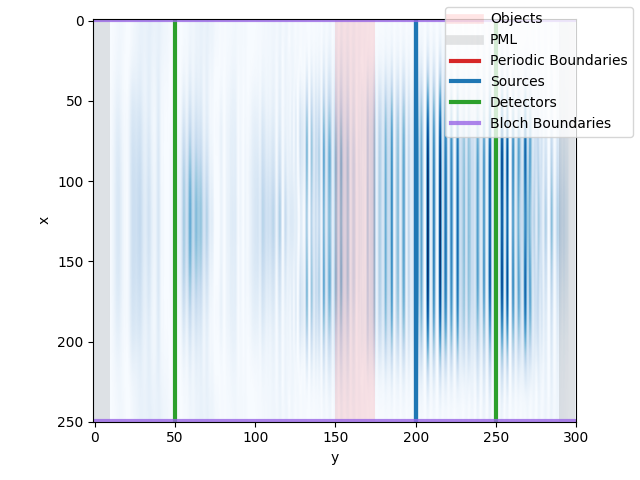 Objects
PML
Periodic Boundaries
Sources
Detectors
Bloch Boundaries
0
50
100
150
200
250
x
0
50
100
150
200
250
300
y